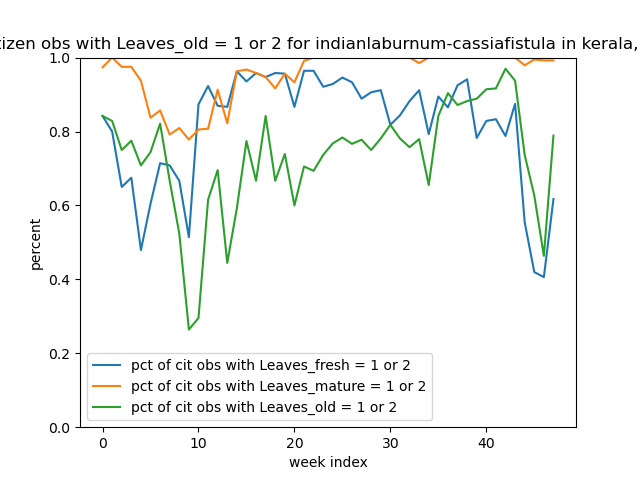 tizen obs with Leaves_old = 1 or 2 for indianlaburnum-cassiafistula in kerala,
1.0
0.8
0.6
0.4
0.2
0.0
percent
pct of cit obs with Leaves_fresh = 1 or 2
pct of cit obs with Leaves_mature = 1 or 2
pct of cit obs with Leaves_old = 1 or 2
0 10 20 30 40
week index